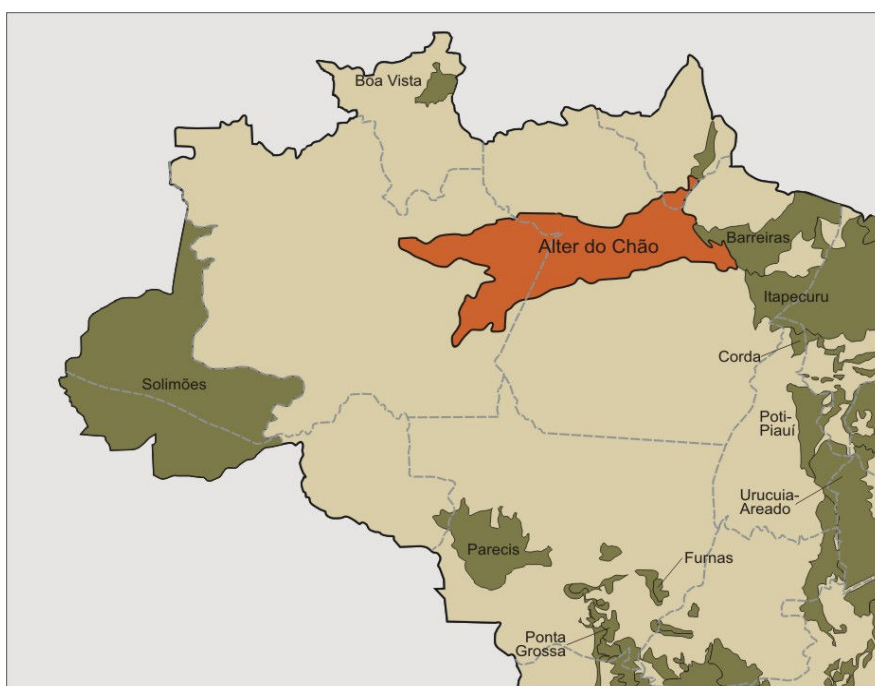 Boa Vista
Alter do Chão
Barreiras
Itapecuru
Corda
Solimões
Poti-
Piauí
Urucuia-
Areado
Parecis
Furnas
Ponta
Grossa